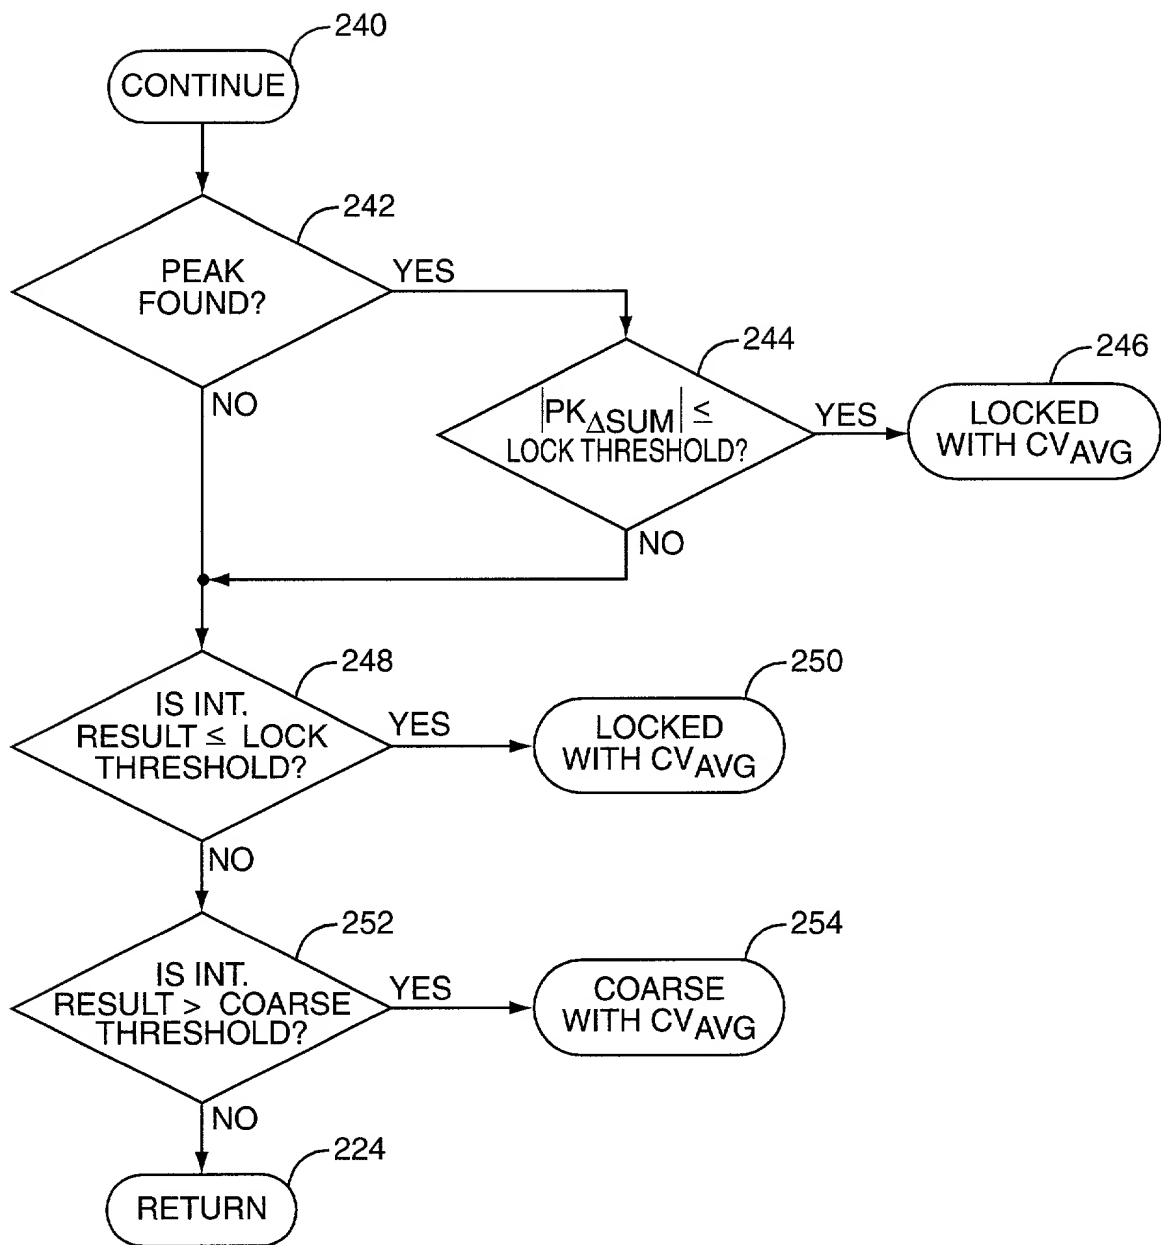 240
CONTINUE
242
PEAK
FOUND?
YES
NO
244
|PKΔSUM| ≤
LOCK THRESHOLD?
YES
NO
246
LOCKED
WITH CVAVG
248
IS INT.
RESULT ≤ LOCK
THRESHOLD?
YES
NO
250
LOCKED
WITH CVAVG
252
IS INT.
RESULT > COARSE
THRESHOLD?
YES
NO
254
COARSE
WITH CVAVG
224
RETURN